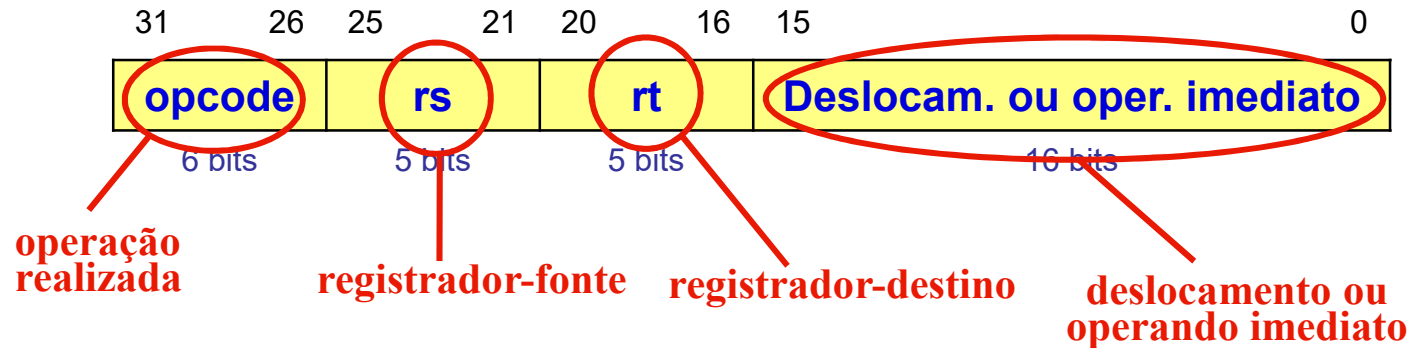 31 26 25 21 20 16 15 0
opcode rs rt Deslocam. ou oper. imediato
6 bits 5 bits 5 bits 16 bits
operação
realizada
registrador-fonte
registrador-destino
deslocamento ou
operando imediato